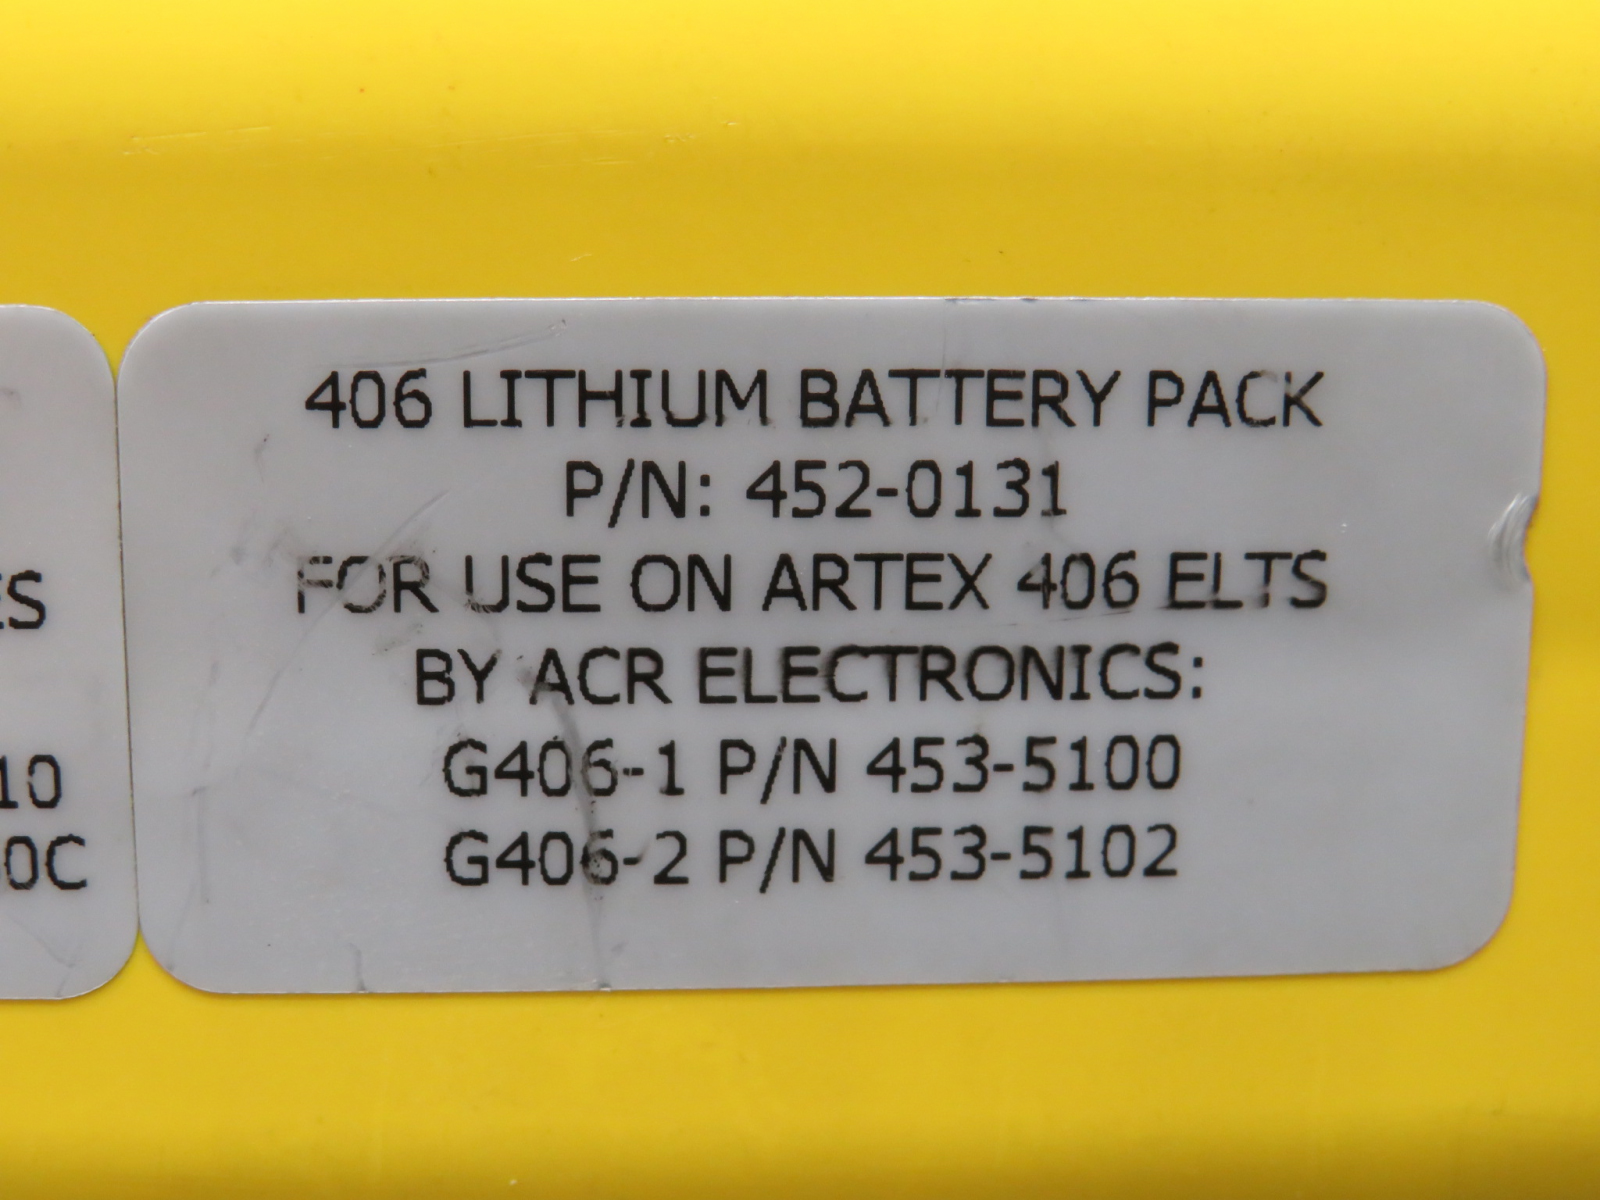 406 LITHIUM BATTERY PACK
P/N: 452-0131
FOR USE ON ARTEX 406 ELTS
BY ACR ELECTRONICS:
G406-1 P/N 453-5100
G406-2 P/N 453-5102
ES
10
0C